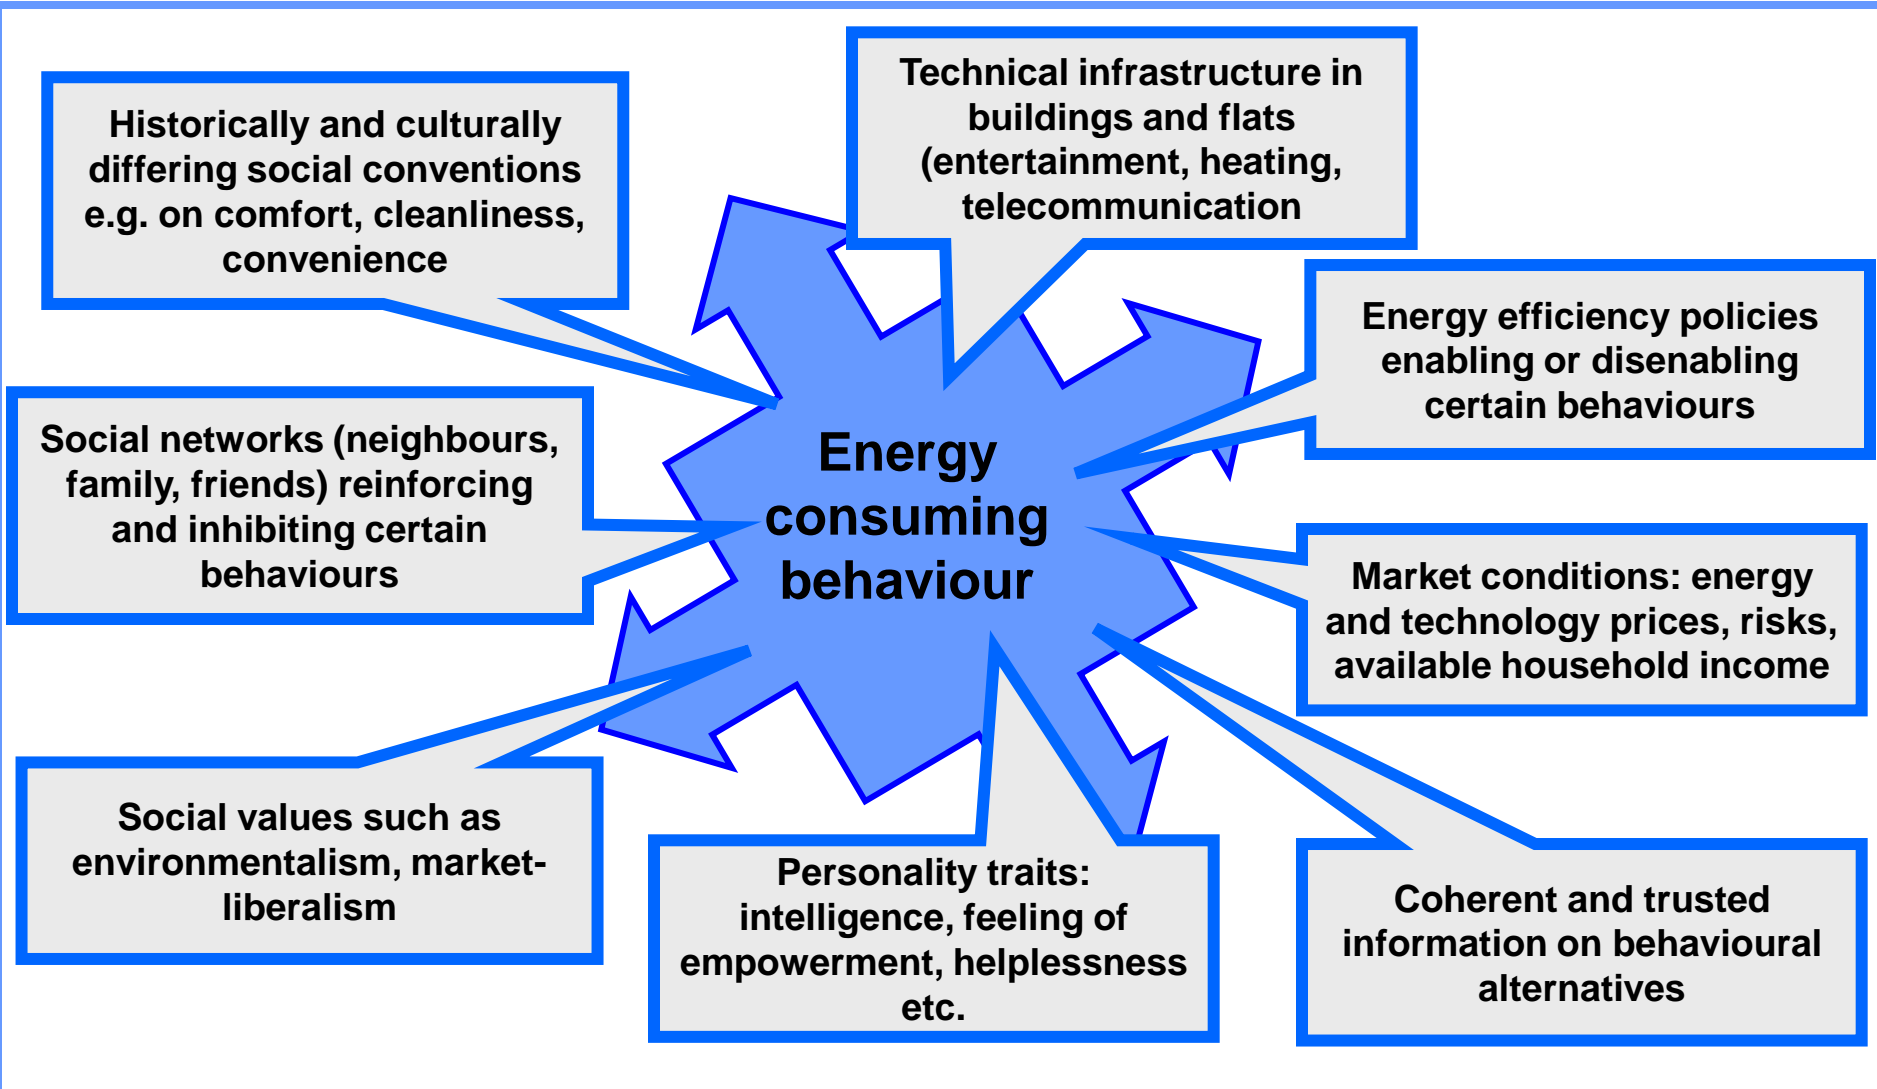 Technical infrastructure in
buildings and flats
(entertainment, heating,
telecommunication
Historically and culturally
differing social conventions
e.g. on comfort, cleanliness,
convenience
Energy efficiency policies
enabling or disenabling
certain behaviours
Social networks (neighbours,
family, friends) reinforcing
and inhibiting certain
behaviours
Energy
consuming
behaviour
Market conditions: energy
and technology prices, risks,
available household income
Social values such as
environmentalism, market-
liberalism
Personality traits:
intelligence, feeling of
empowerment, helplessness
etc.
Coherent and trusted
information on behavioural
alternatives